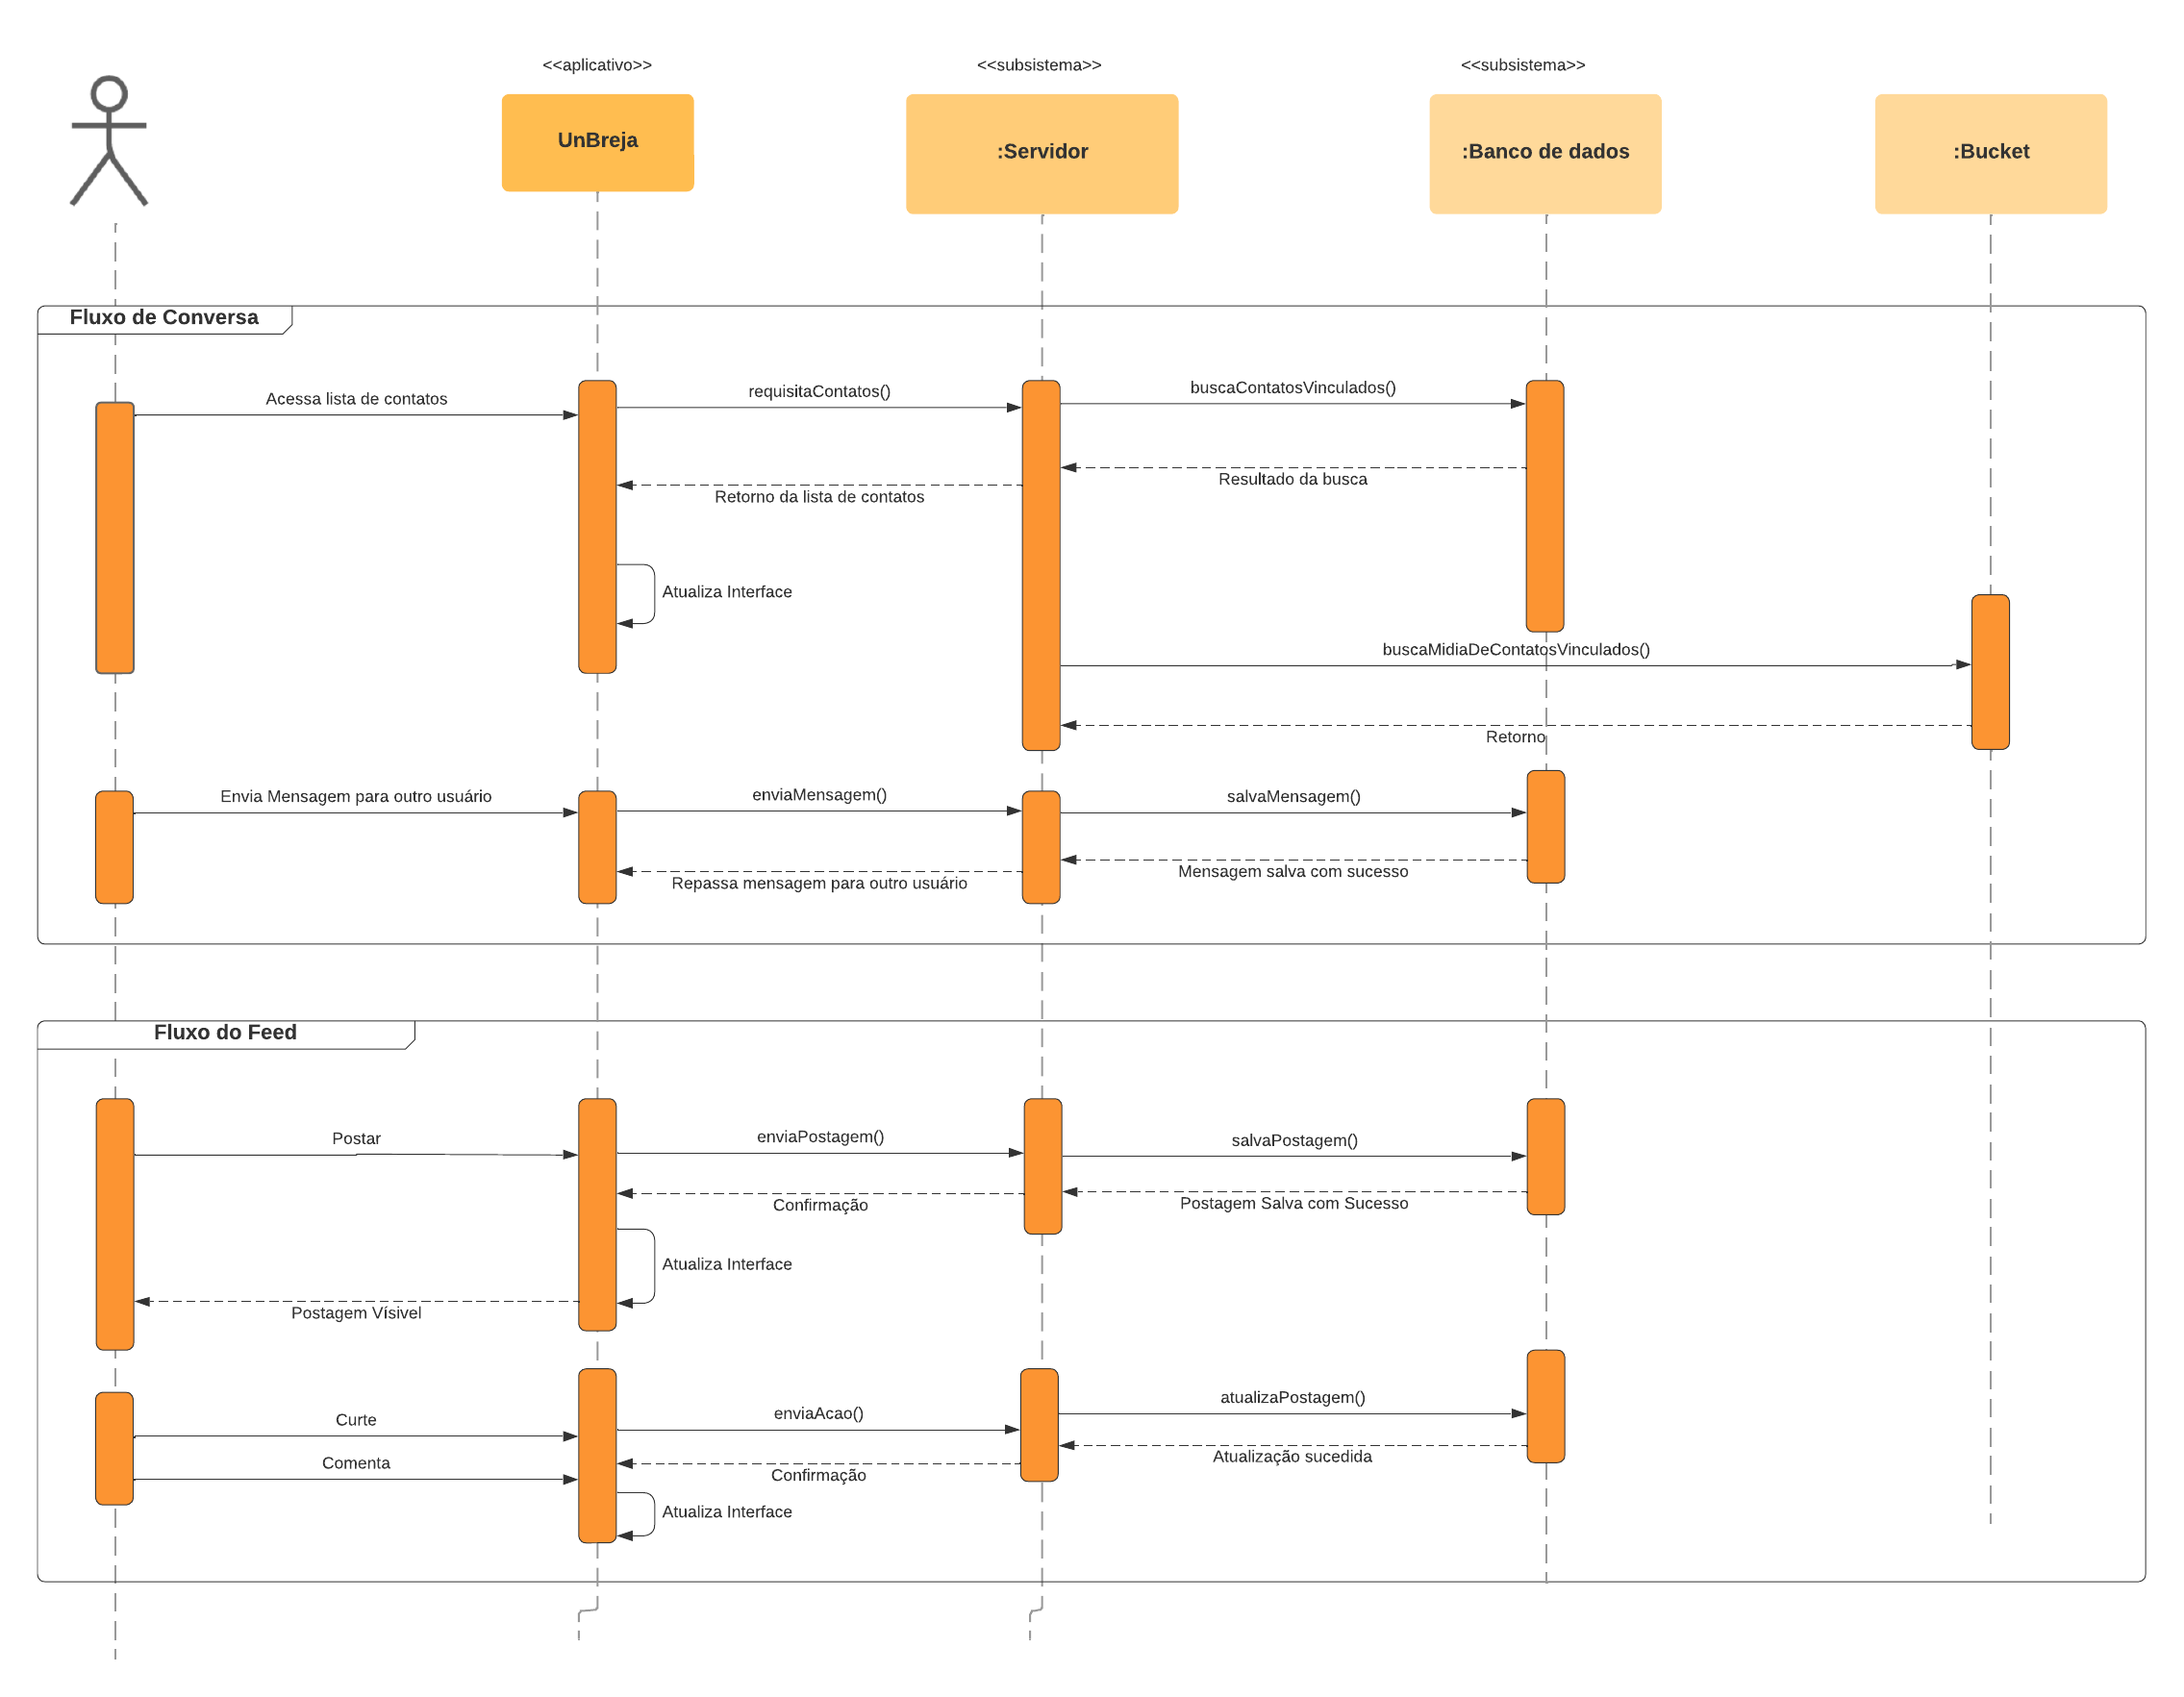 <<aplicativo>>
<<subsistema>>
<<subsistema>>
UnBreja
:Servidor
:Banco de dados
:Bucket
Fluxo de Conversa
Acessa lista de contatos
requisitaContatos()
buscaContatosVinculados()
Resultado da busca
Retorno da lista de contatos
Atualiza Interface
buscaMidiaDeContatosVinculados()
Retorno
Envia Mensagem para outro usuário
enviaMensagem()
salvaMensagem()
Mensagem salva com sucesso
Repassa mensagem para outro usuário
Fluxo do Feed
Postar
enviaPostagem()
salvaPostagem()
Confirmação
Postagem Salva com Sucesso
Atualiza Interface
Postagem Vísivel
Curte
enviaAcao()
atualizaPostagem()
Atualização sucedida
Comenta
Confirmação
Atualiza Interface